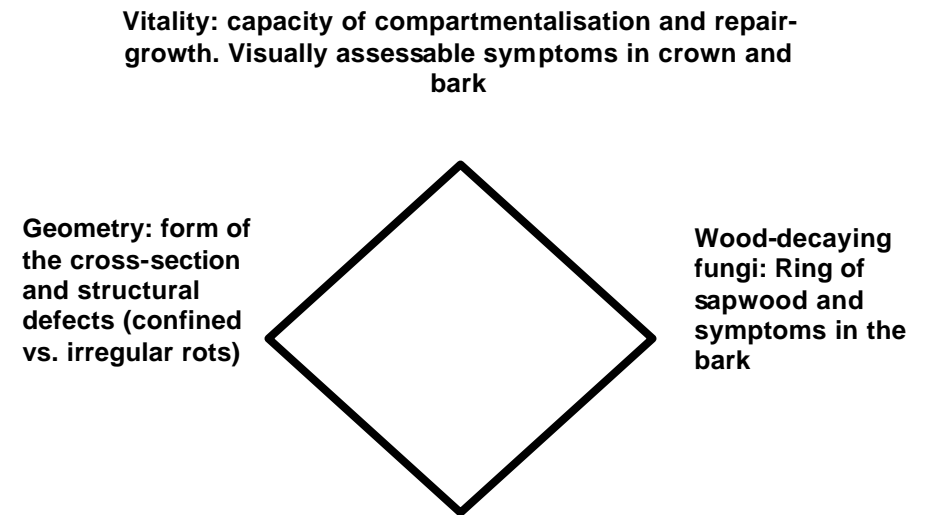 Vitality: capacity of compartmentalisation and repair-
growth. Visually assessable symptoms in crown and
bark
Geometry: form of
the cross-section
and structural
defects (confined
vs. irregular rots)
Wood-decaying
fungi: Ring of
sapwood and
symptoms in the
bark